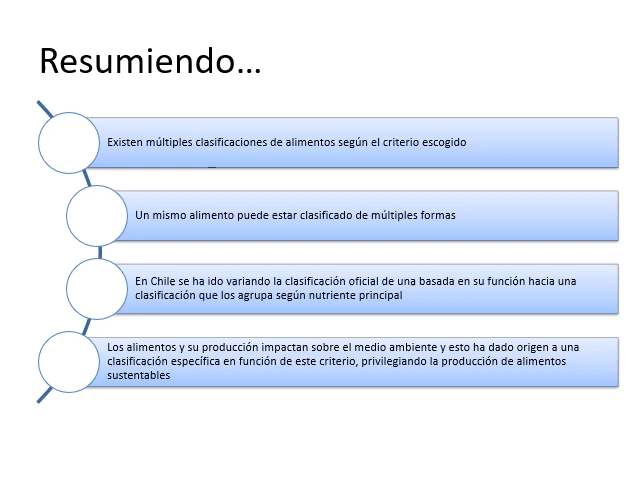 Resumiendo...
Existen múltiples clasificaciones de alimentos según el criterio escogido
Un mismo alimento puede estar clasificado de múltiples formas
En Chile se ha ido variando la clasificación oficial de una basada en su función hacia una
clasificación que los agrupa según nutriente principal
Los alimentos y su producción impactan sobre el medio ambiente y esto ha dado origen a una
clasificación específica en función de este criterio, privilegiando la producción de alimentos
sustentables